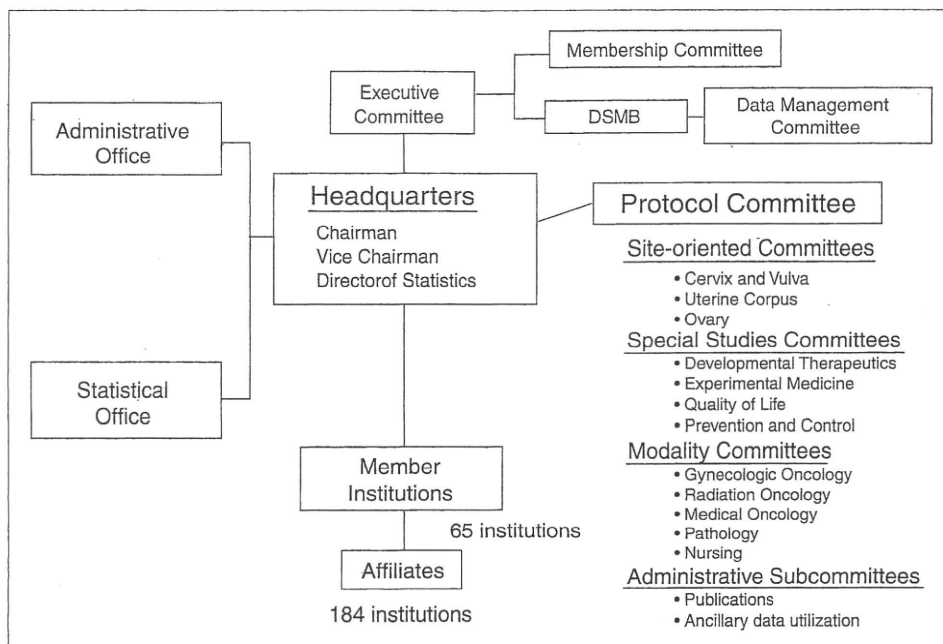 Membership Committee
Executive
Committee
DSMB
Data Management
Committee
Administrative
Office
Headquarters
Chairman
Vice Chairman
Directorof Statistics
Protocol Committee
Site-oriented Committees
• Cervix and Vulva
• Uterine Corpus
• Ovary
Special Studies Committees
• Developmental Therapeutics
• Experimental Medicine
• Quality of Life
• Prevention and Control
Modality Committees
• Gynecologic Oncology
• Radiation Oncology
• Medical Oncology
• Pathology
• Nursing
Administrative Subcommittees
• Publications
• Ancillary data utilization
Statistical
Office
Member
Institutions
65 institutions
Affiliates
184 institutions